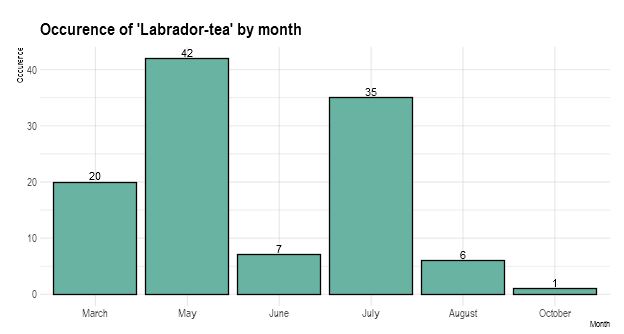 Occurence of 'Labrador-tea' by month
Occurence
40
30
20
10
0
20
42
7
35
6
1
March
May
June
July
August
October
Month